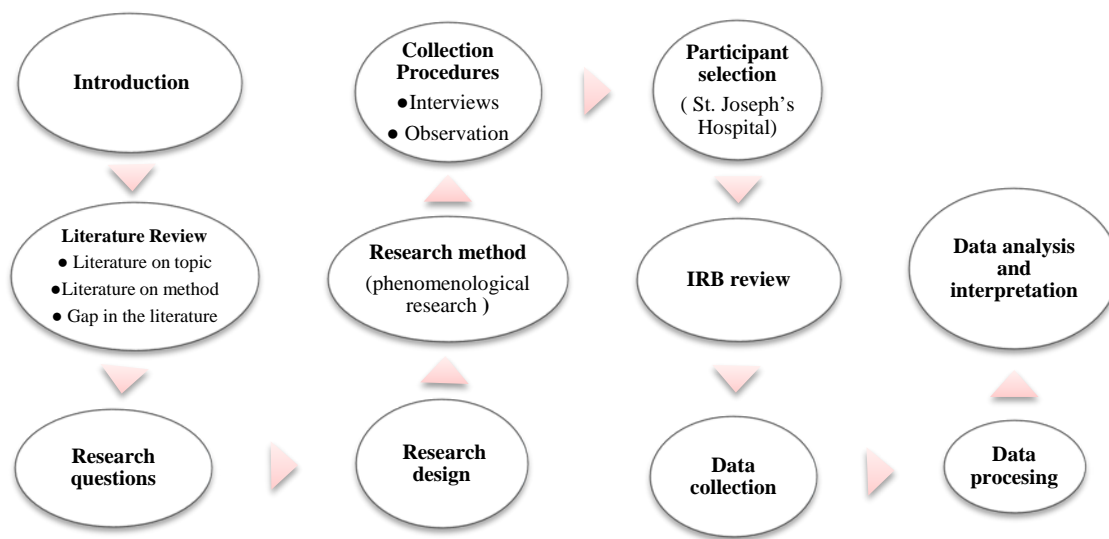 Introduction
Literature Review
● Literature on topic
●Literature on method
● Gap in the literature
Research
questions
Research
design
Research method
(phenomenological
research )
Collection
Procedures
●Interviews
● Observation
Participant
selection
( St. Joseph’s
Hospital)
IRB review
Data
collection
Data
procesing
Data analysis
and
interpretation